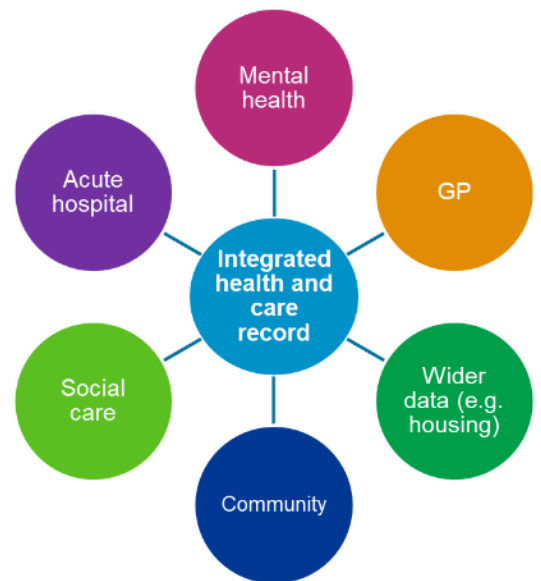 Mental
health
Acute
hospital
GP
Integrated
health and
care
record
Social
care
Wider
data (e.g.
housing)
Community